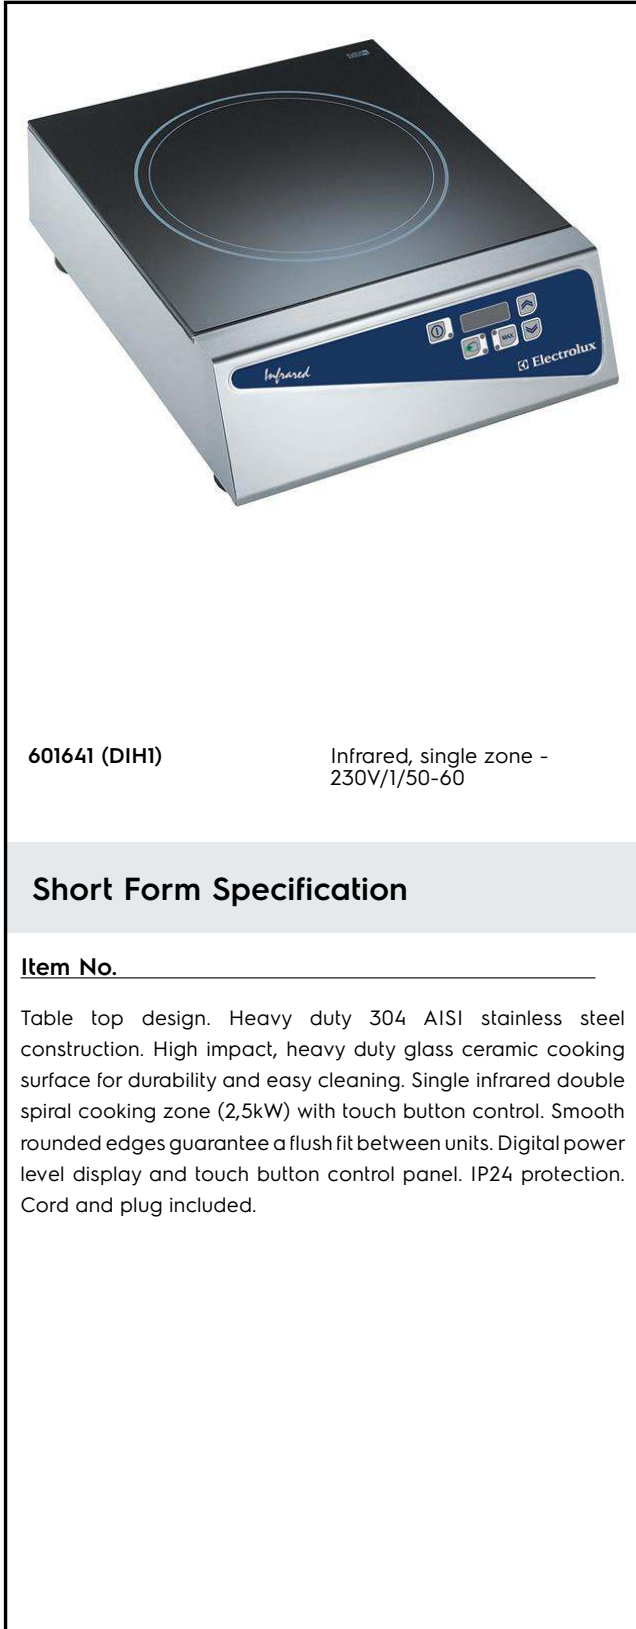 Infrared
MAX
Electrolux
601641 (DIH1)
Infrared, single zone -
230V/1/50-60
Short Form Specification
Item No.
Table top design. Heavy duty 304 AISI stainless steel
construction. High impact, heavy duty glass ceramic cooking
surface for durability and easy cleaning. Single infrared double
spiral cooking zone (2,5kW) with touch button control. Smooth
rounded edges guarantee a flush fit between units. Digital power
level display and touch button control panel. IP24 protection.
Cord and plug included.